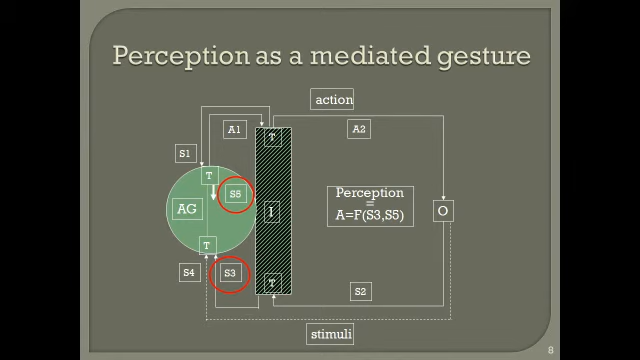 Perception as a mediated gesture
action
A1
T
A2
S1
T
S5
Perception
=
A=F(S3,S5)
AG
I
O
T
S4
S3
T
S2
stimuli
8